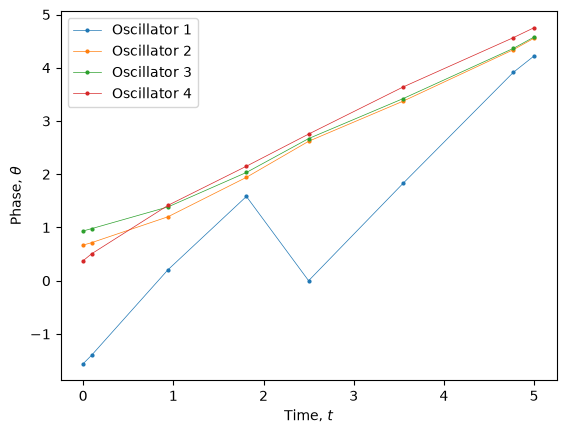 Oscillator 1
Oscillator 2
Oscillator 3
Oscillator 4
5
4
3
2
1
0
−1
Phase, θ
0
1
2
3
4
5
Time, t